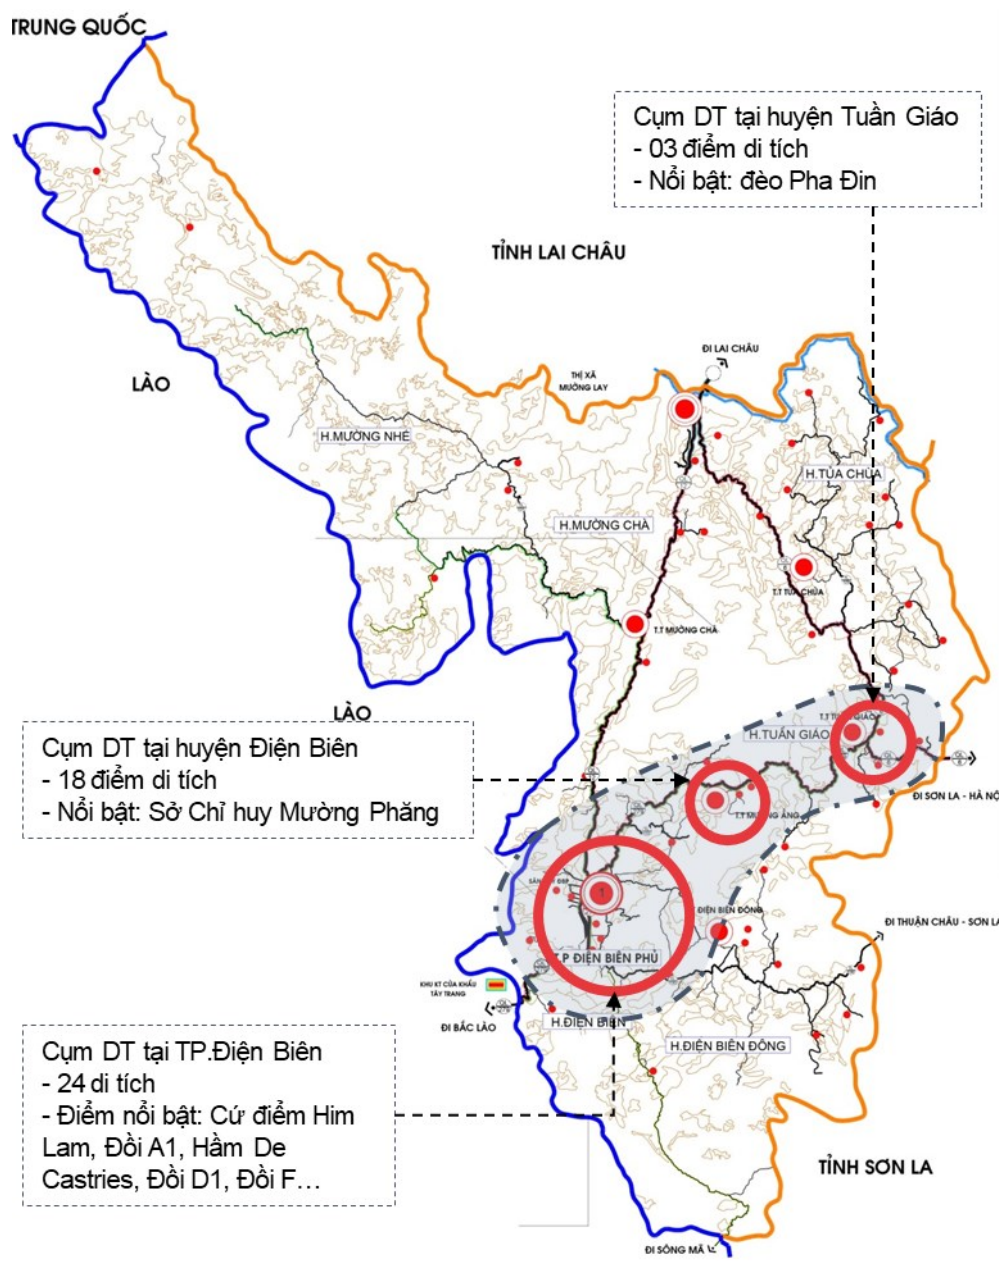 TRUNG QUỐC
Cụm DT tại huyện Tuần Giáo
- 03 điểm di tích
- Nổi bật: đèo Pha Đin
TỈNH LAI CHÂU
ĐI LAI CHÂU
LÀO
THỊ XÃ
MƯỜNG LAY
H.MƯỜNG NHÉ
H.TỦA CHÙA
H.MƯỜNG CHÀ
T.T TỦA CHÙA
T.T MƯỜNG CHÀ
LÀO
H.TUẦN GIÁO
Cụm DT tại huyện Điện Biên
- 18 điểm di tích
- Nổi bật: Sở Chỉ huy Mường Phăng
ĐI SƠN LA - HÀ NỘI
T.T MƯỜNG ẢNG
1
ĐIỆN BIÊN ĐÔNG
ĐI THUẬN CHÂU - SƠN LA
T.P ĐIỆN BIÊN PHỦ
KHU KT CỬA KHẨU
TÂY TRANG
ĐI BẮC LÀO
H.ĐIỆN BIÊN
H.ĐIỆN BIÊN ĐÔNG
Cụm DT tại TP.Điện Biên
- 24 di tích
- Điểm nổi bật: Cứ điểm Him
Lam, Đồi A1, Hầm De
Castries, Đồi D1, Đồi F...
TỈNH SƠN LA
ĐI SÔNG MÃ